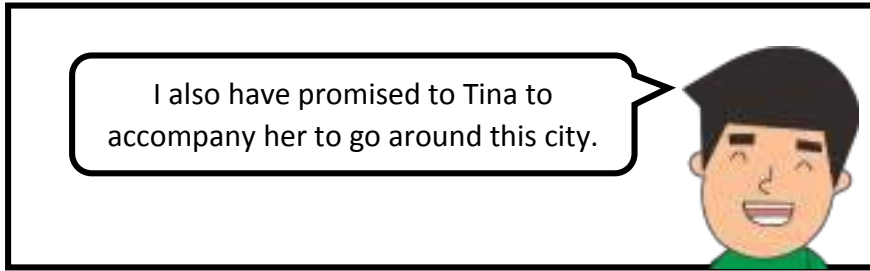 I also have promised to Tina to
accompany her to go around this city.